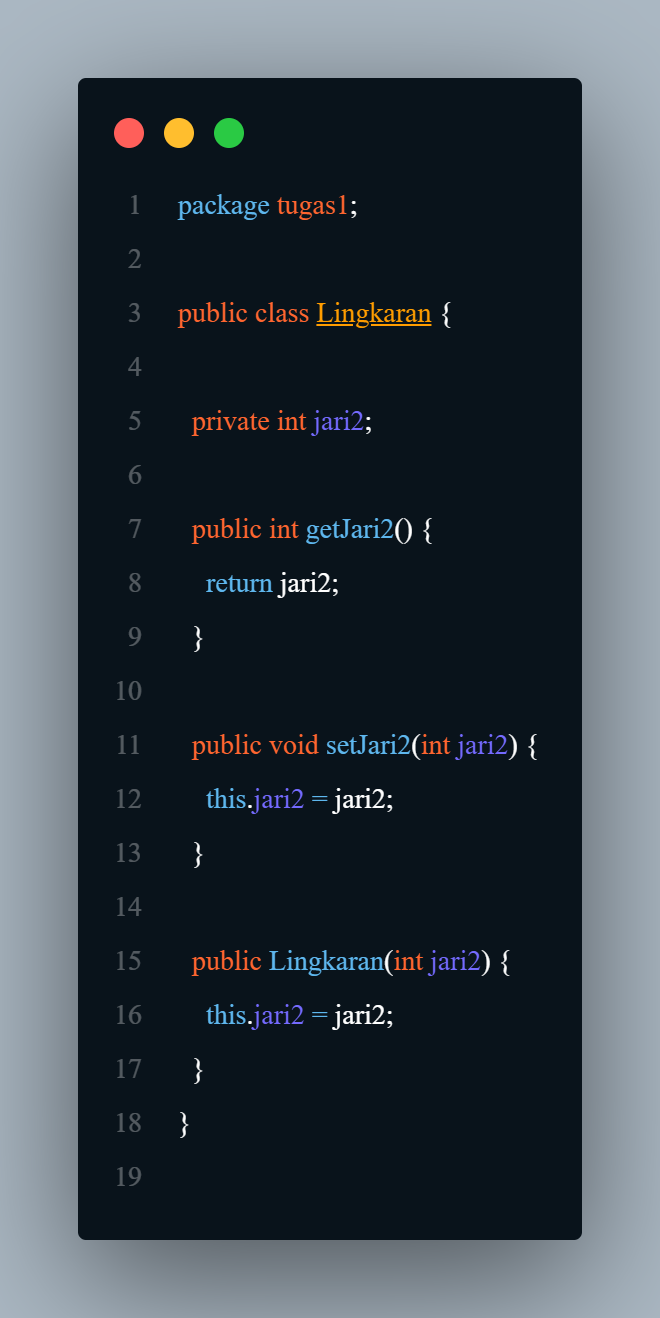 1 package tugas1;
2
3 public class Lingkaran {
4
5   private int jari2;
6
7   public int getJari2() {
8     return jari2;
9   }
10
11   public void setJari2(int jari2) {
12     this.jari2 = jari2;
13   }
14
15   public Lingkaran(int jari2) {
16     this.jari2 = jari2;
17   }
18 }
19